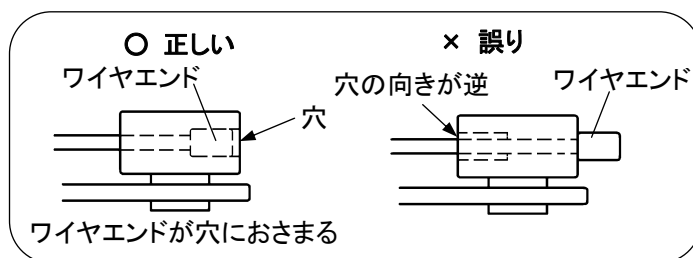 ○ 正しい
× 誤り
ワイヤエンド
穴
穴の向きが逆
ワイヤエンド
ワイヤエンドが穴におさまる